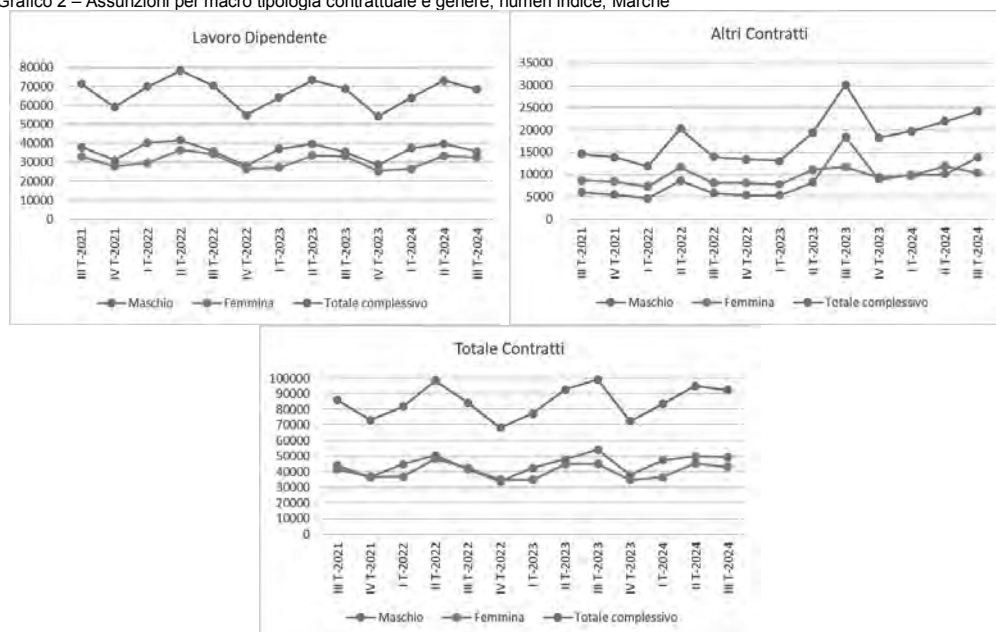 Grafico 2 – Assunzioni per macro tipologia contrattuale e genere, numeri indice, Marche
Lavoro Dipendente
80000
70000
60000
50000
40000
30000
20000
10000
0
III T-2021
IV T-2021
I T-2022
II T-2022
III T-2022
IV T-2022
I T-2023
II T-2023
III T-2023
IV T-2023
I T-2024
II T-2024
III T-2024
Maschio Femmina Totale complessivo
Altri Contratti
35000
30000
25000
20000
15000
10000
5000
0
III T-2021
IV T-2021
I T-2022
II T-2022
III T-2022
IV T-2022
I T-2023
II T-2023
III T-2023
IV T-2023
I T-2024
II T-2024
III T-2024
Maschio Femmina Totale complessivo
Totale Contratti
100000
90000
80000
70000
60000
50000
40000
30000
20000
10000
0
III T-2021
IV T-2021
I T-2022
II T-2022
III T-2022
IV T-2022
I T-2023
II T-2023
III T-2023
IV T-2023
I T-2024
II T-2024
III T-2024
Maschio Femmina Totale complessivo